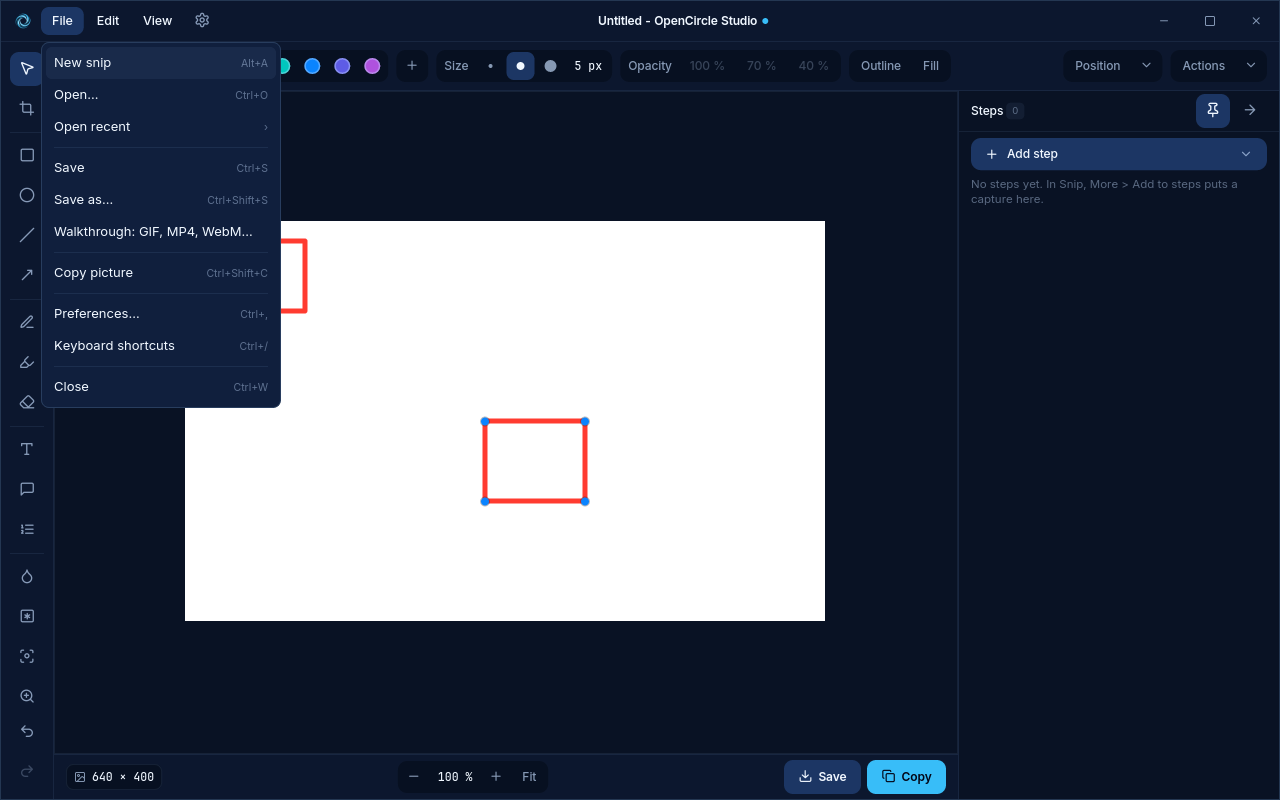 File Edit View Untitled - OpenCircle Studio
New snip Alt+A
Open... Ctrl+O
Open recent
Save Ctrl+S
Save as... Ctrl+Shift+S
Walkthrough: GIF, MP4, WebM...
Copy picture Ctrl+Shift+C
Preferences... Ctrl+,
Keyboard shortcuts Ctrl+/
Close Ctrl+W
Size 5 px Opacity 100 % 70 % 40 % Outline Fill Position Actions
Steps 0
Add step
No steps yet. In Snip, More > Add to steps puts a
capture here.
640 × 400 100 % Fit Save Copy